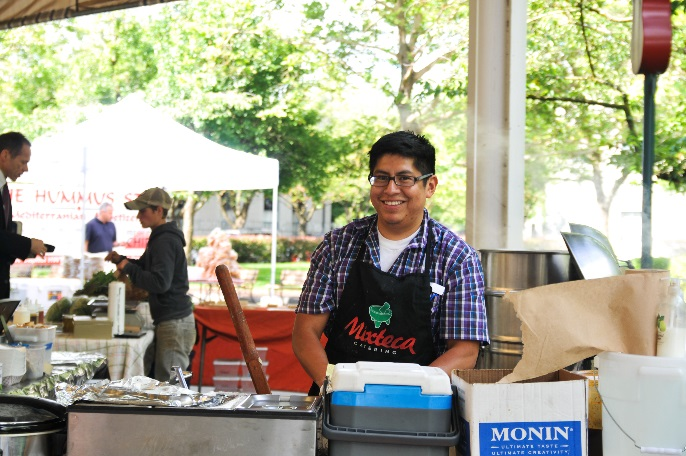 HUMMUS
Mixteca
CATERING
MONIN
ULTIMATE TASTE
ULTIMATE CREATIVITY